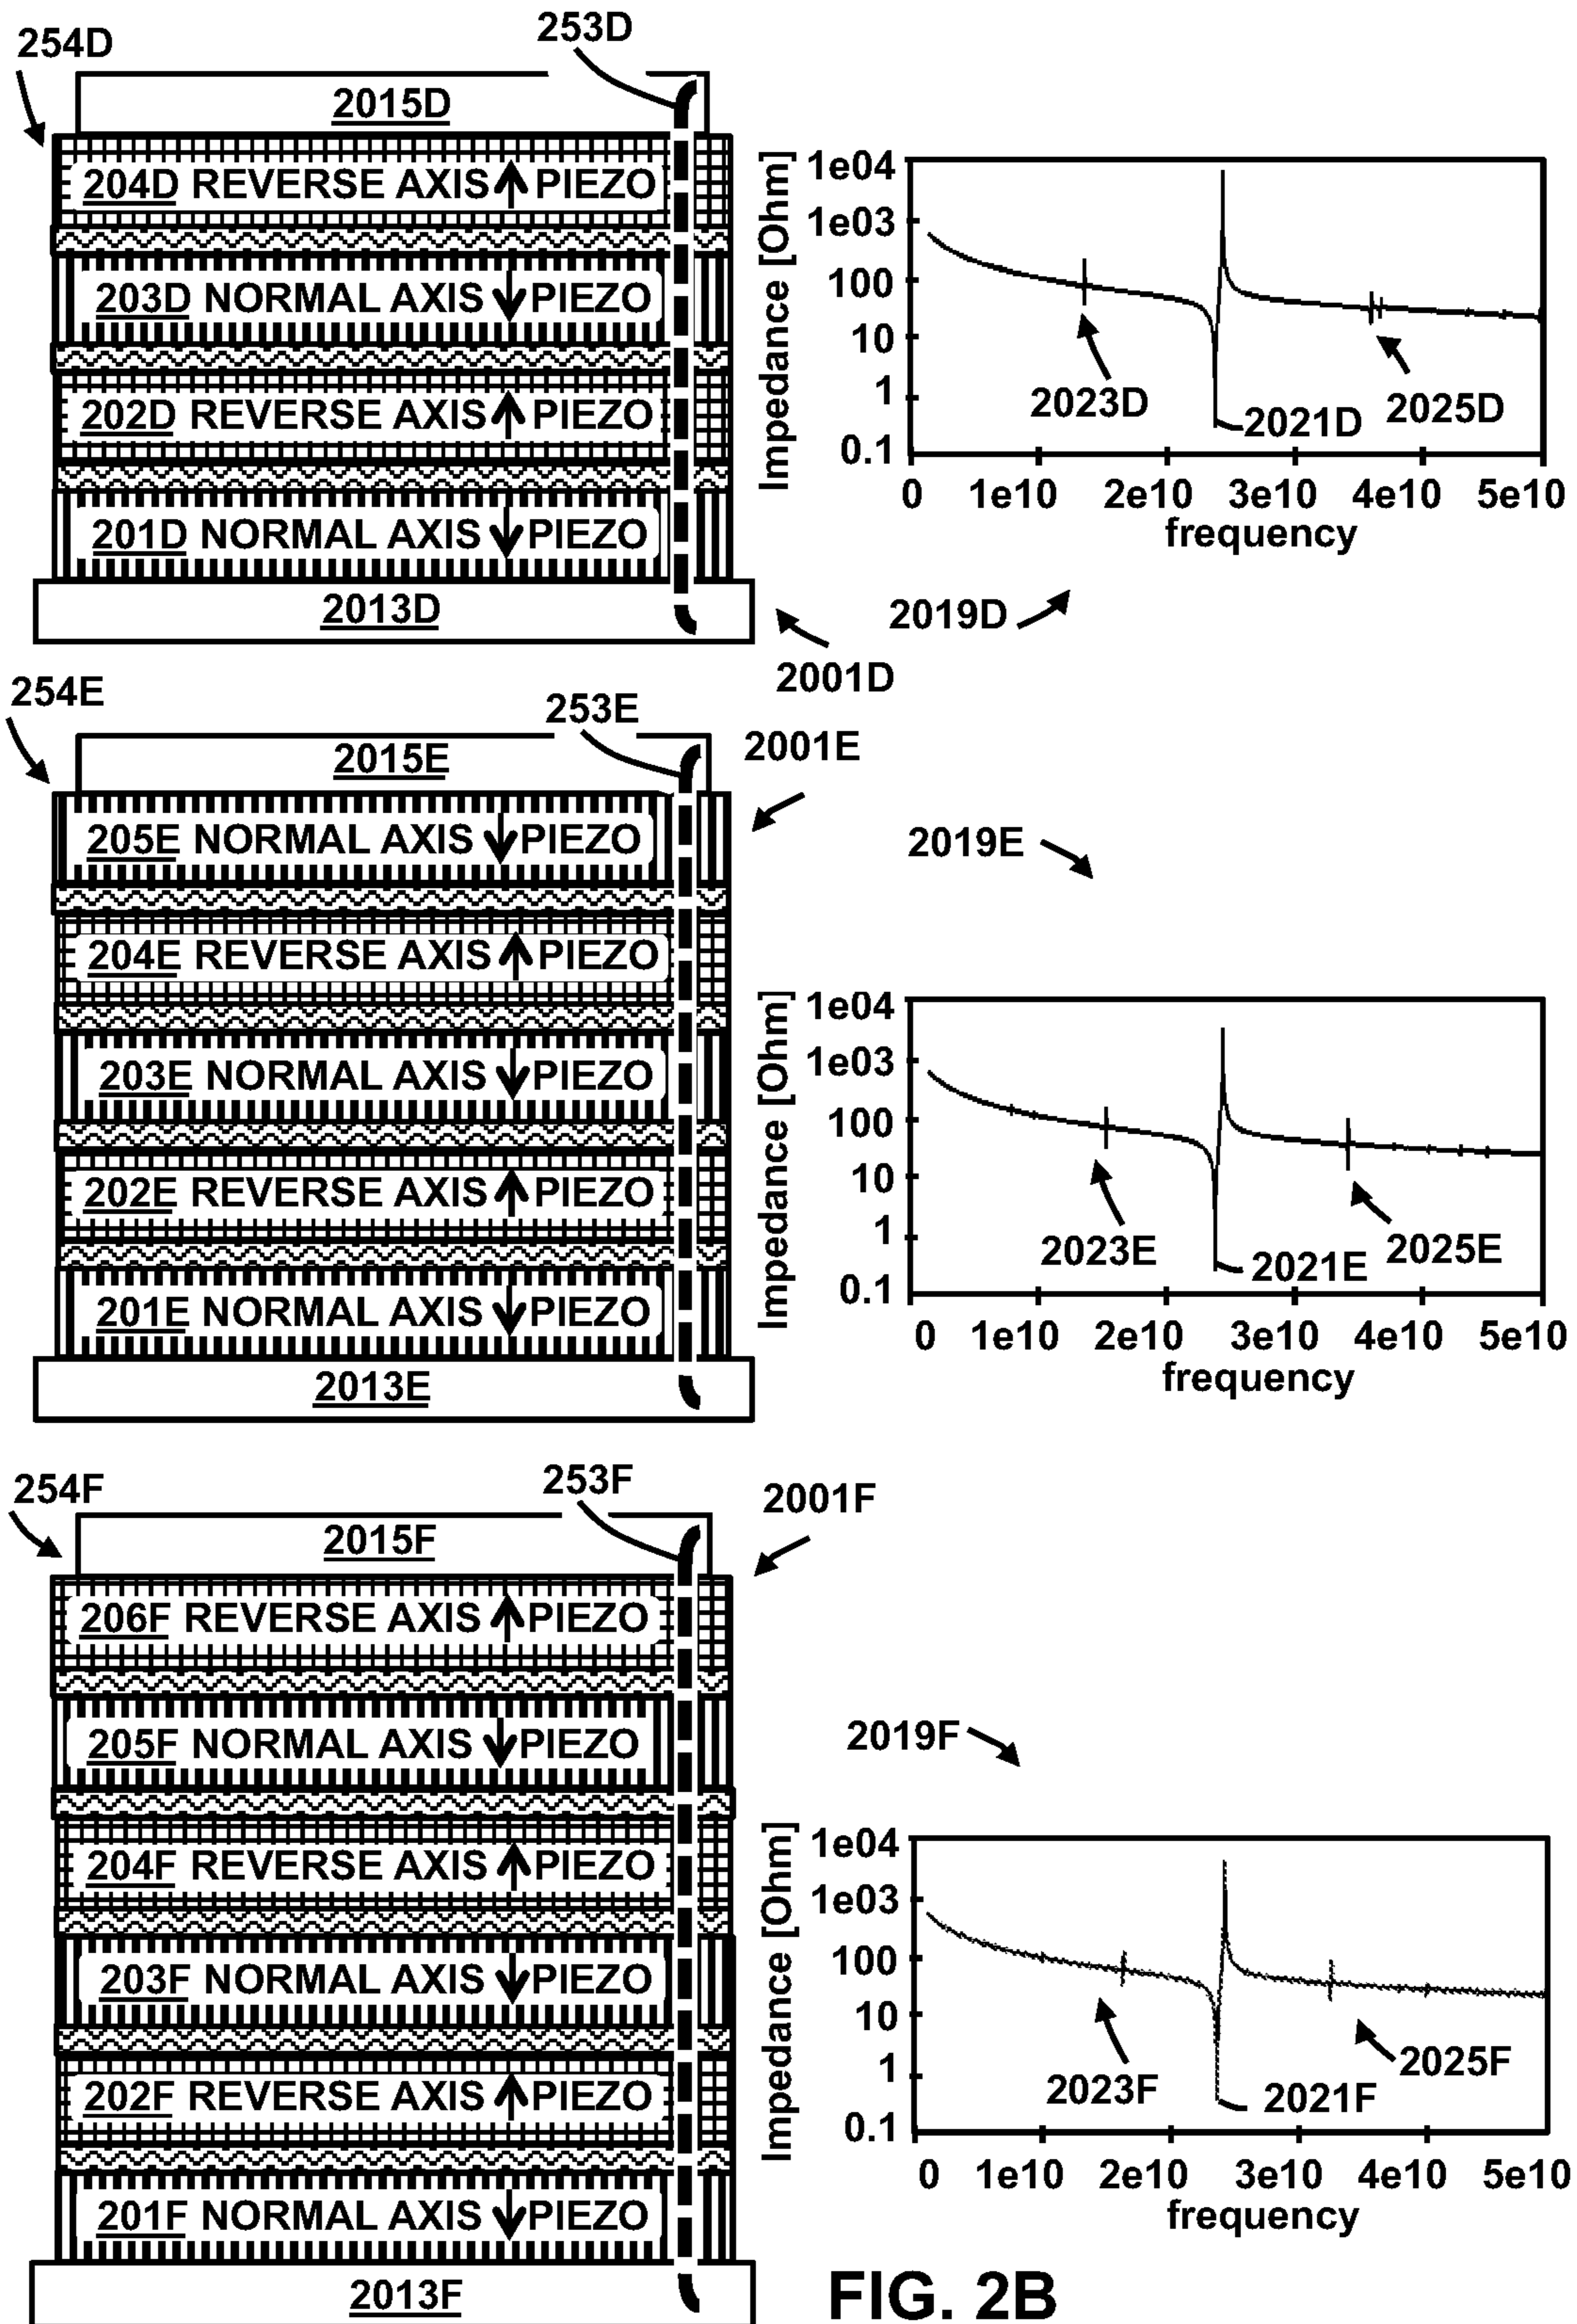 254D
253D
2015D
204D REVERSE AXIS ↑ PIEZO
203D NORMAL AXIS ↓ PIEZO
202D REVERSE AXIS ↑ PIEZO
201D NORMAL AXIS ↓ PIEZO
2013D
2001D
Impedance [Ohm]
1e04
1e03
100
10
1
0.1
2023D
2021D
2025D
0 1e10 2e10 3e10 4e10 5e10
frequency
2019D
254E
253E
2001E
2015E
205E NORMAL AXIS ↓ PIEZO
204E REVERSE AXIS ↑ PIEZO
203E NORMAL AXIS ↓ PIEZO
202E REVERSE AXIS ↑ PIEZO
201E NORMAL AXIS ↓ PIEZO
2013E
2019E
Impedance [Ohm]
1e04
1e03
100
10
1
0.1
2023E
2021E
2025E
0 1e10 2e10 3e10 4e10 5e10
frequency
254F
253F
2001F
2015F
206F REVERSE AXIS ↑ PIEZO
205F NORMAL AXIS ↓ PIEZO
204F REVERSE AXIS ↑ PIEZO
203F NORMAL AXIS ↓ PIEZO
202F REVERSE AXIS ↑ PIEZO
201F NORMAL AXIS ↓ PIEZO
2013F
2019F
Impedance [Ohm]
1e04
1e03
100
10
1
0.1
2023F
2021F
2025F
0 1e10 2e10 3e10 4e10 5e10
frequency
FIG. 2B